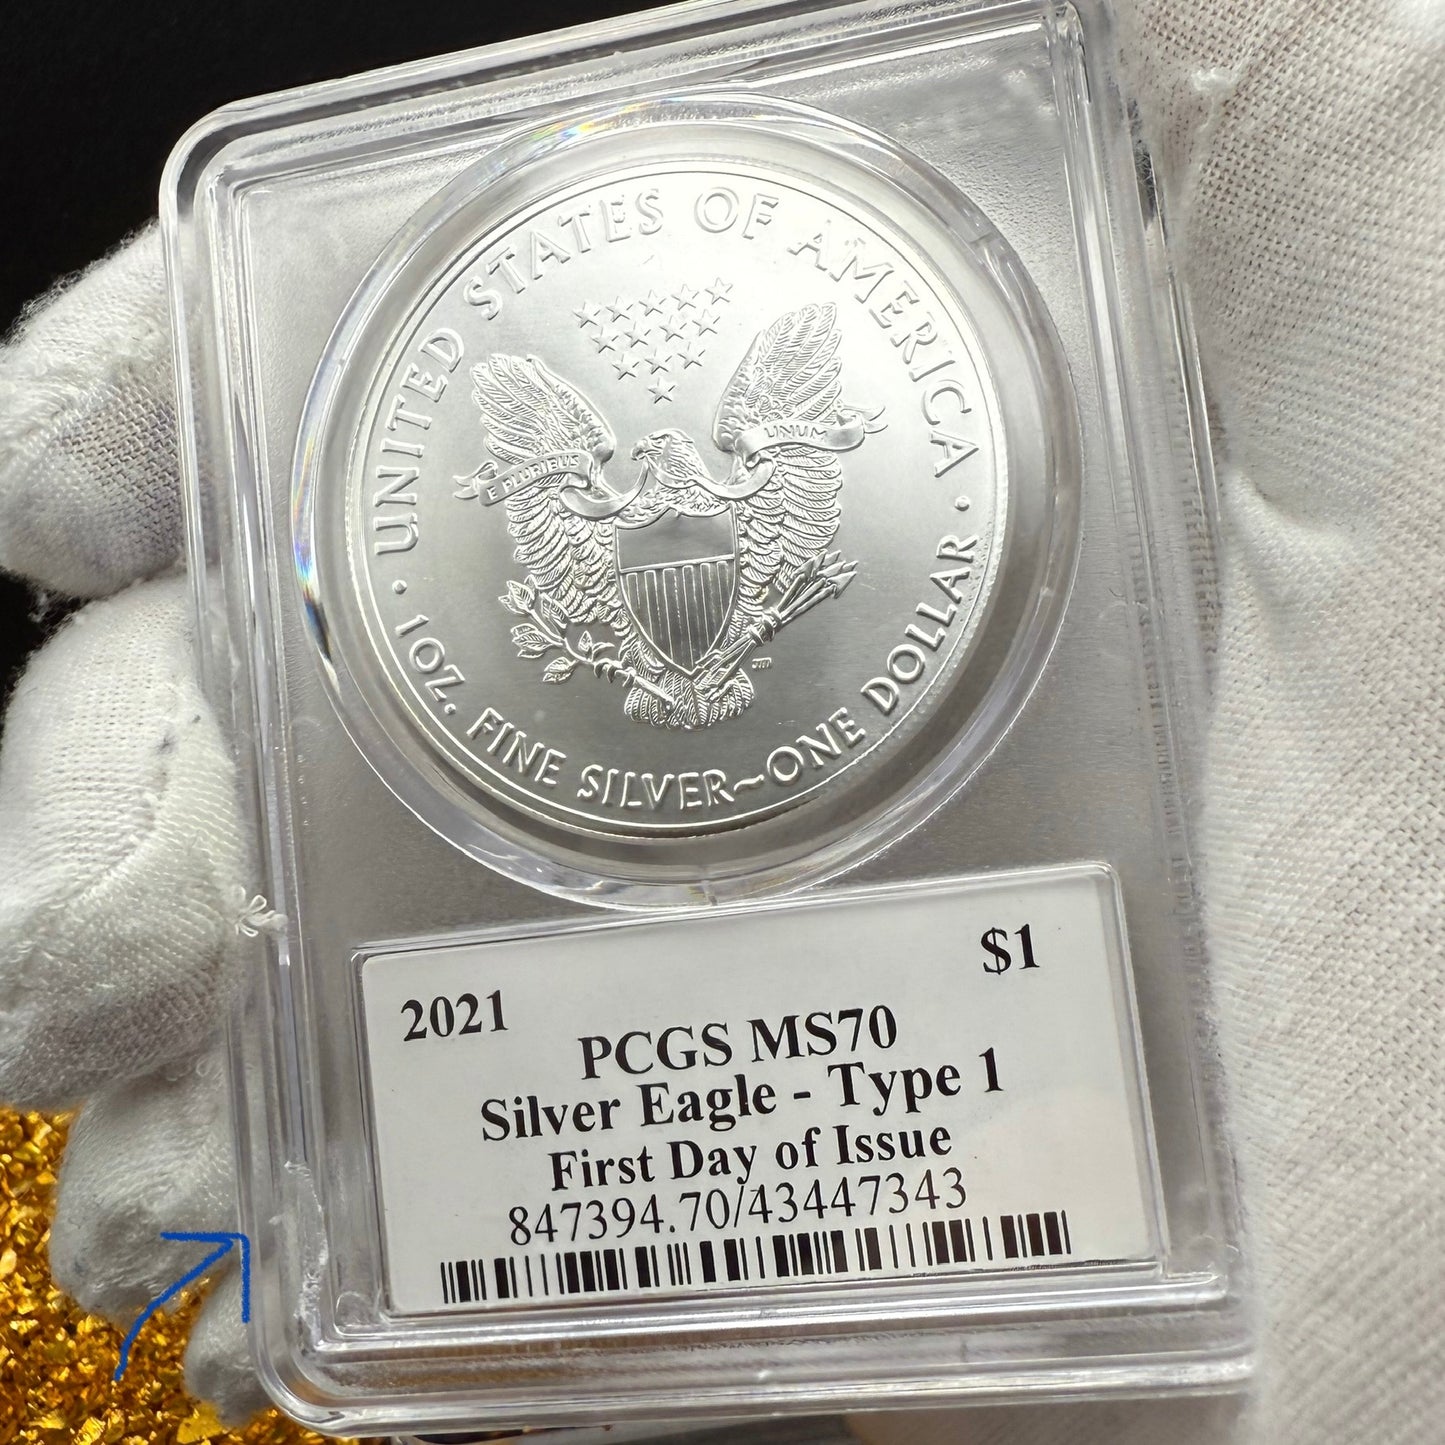 UNITED STATES OF AMERICA
E PLURIBUS UNUM
JM
1 OZ. FINE SILVER~ONE DOLLAR
2021 $1
PCGS MS70
Silver Eagle - Type 1
First Day of Issue
847394.70/43447343